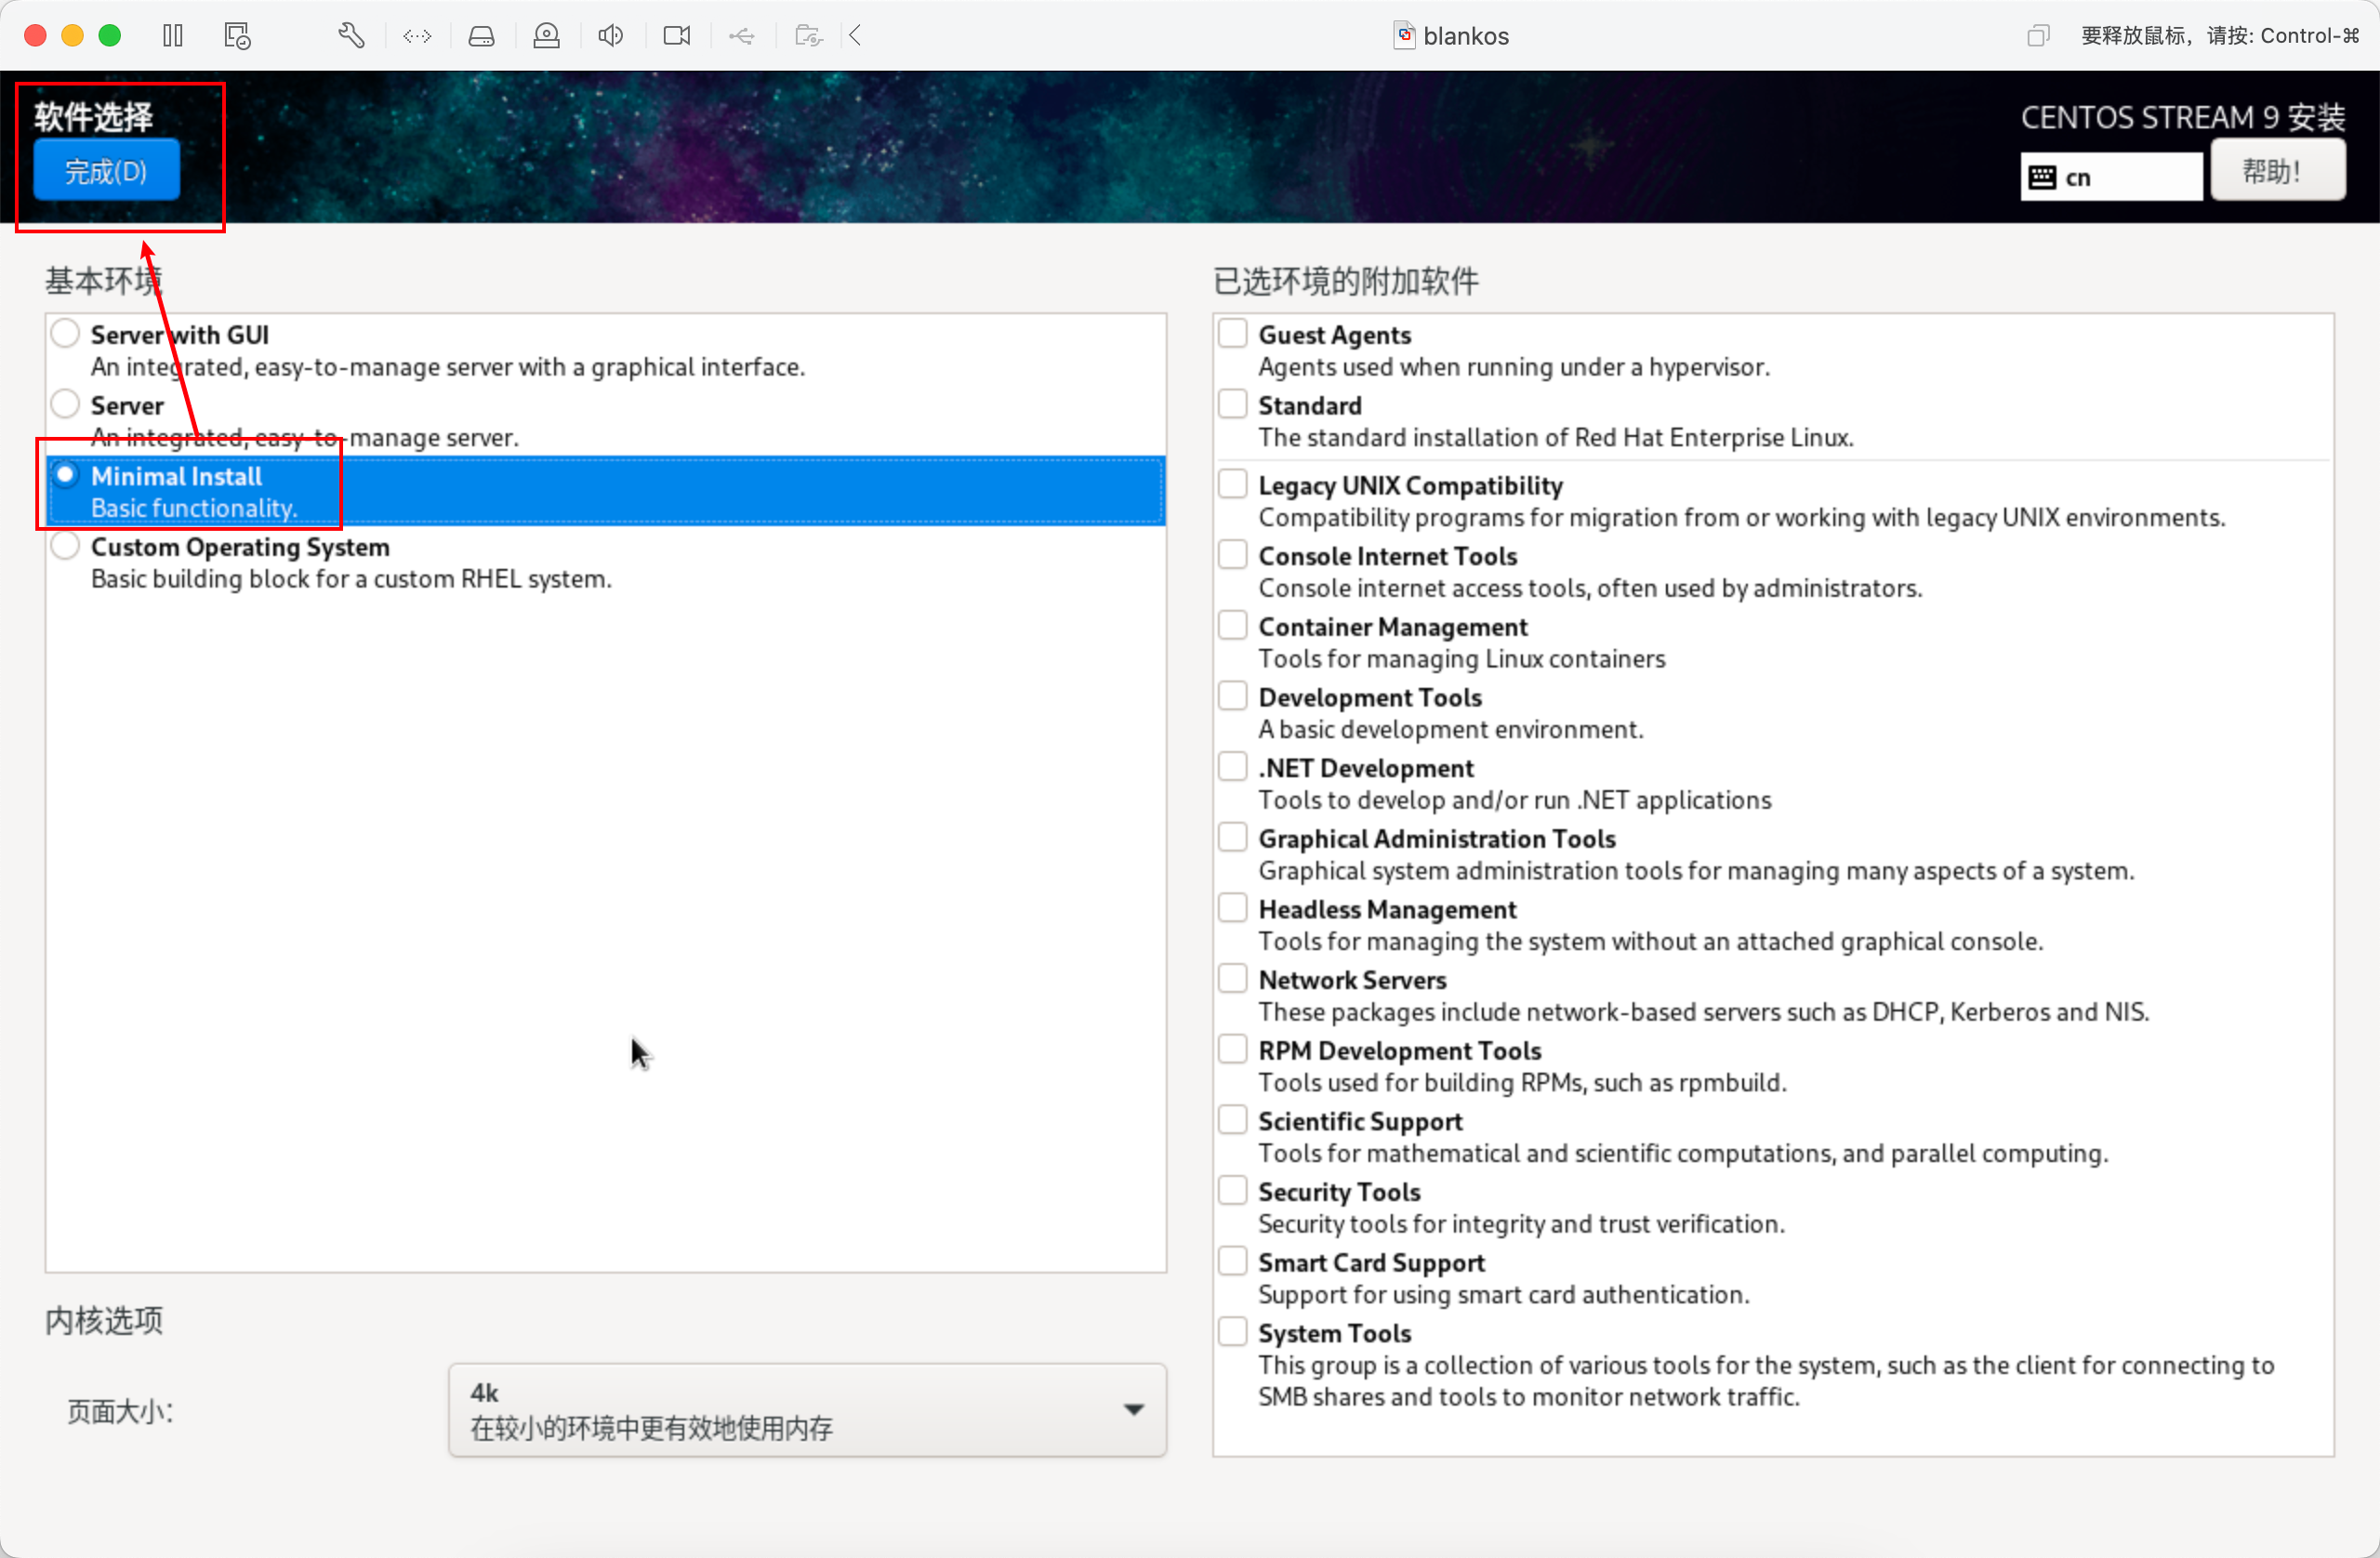 blankos
要释放鼠标，请按: Control-⌘
软件选择
完成(D)
CENTOS STREAM 9 安装
cn
帮助！
基本环境
Server with GUI
An integrated, easy-to-manage server with a graphical interface.
Server
An integrated, easy-to-manage server.
Minimal Install
Basic functionality.
Custom Operating System
Basic building block for a custom RHEL system.
内核选项
页面大小：
4k
在较小的环境中更有效地使用内存
已选环境的附加软件
Guest Agents
Agents used when running under a hypervisor.
Standard
The standard installation of Red Hat Enterprise Linux.
Legacy UNIX Compatibility
Compatibility programs for migration from or working with legacy UNIX environments.
Console Internet Tools
Console internet access tools, often used by administrators.
Container Management
Tools for managing Linux containers
Development Tools
A basic development environment.
.NET Development
Tools to develop and/or run .NET applications
Graphical Administration Tools
Graphical system administration tools for managing many aspects of a system.
Headless Management
Tools for managing the system without an attached graphical console.
Network Servers
These packages include network-based servers such as DHCP, Kerberos and NIS.
RPM Development Tools
Tools used for building RPMs, such as rpmbuild.
Scientific Support
Tools for mathematical and scientific computations, and parallel computing.
Security Tools
Security tools for integrity and trust verification.
Smart Card Support
Support for using smart card authentication.
System Tools
This group is a collection of various tools for the system, such as the client for connecting to
SMB shares and tools to monitor network traffic.